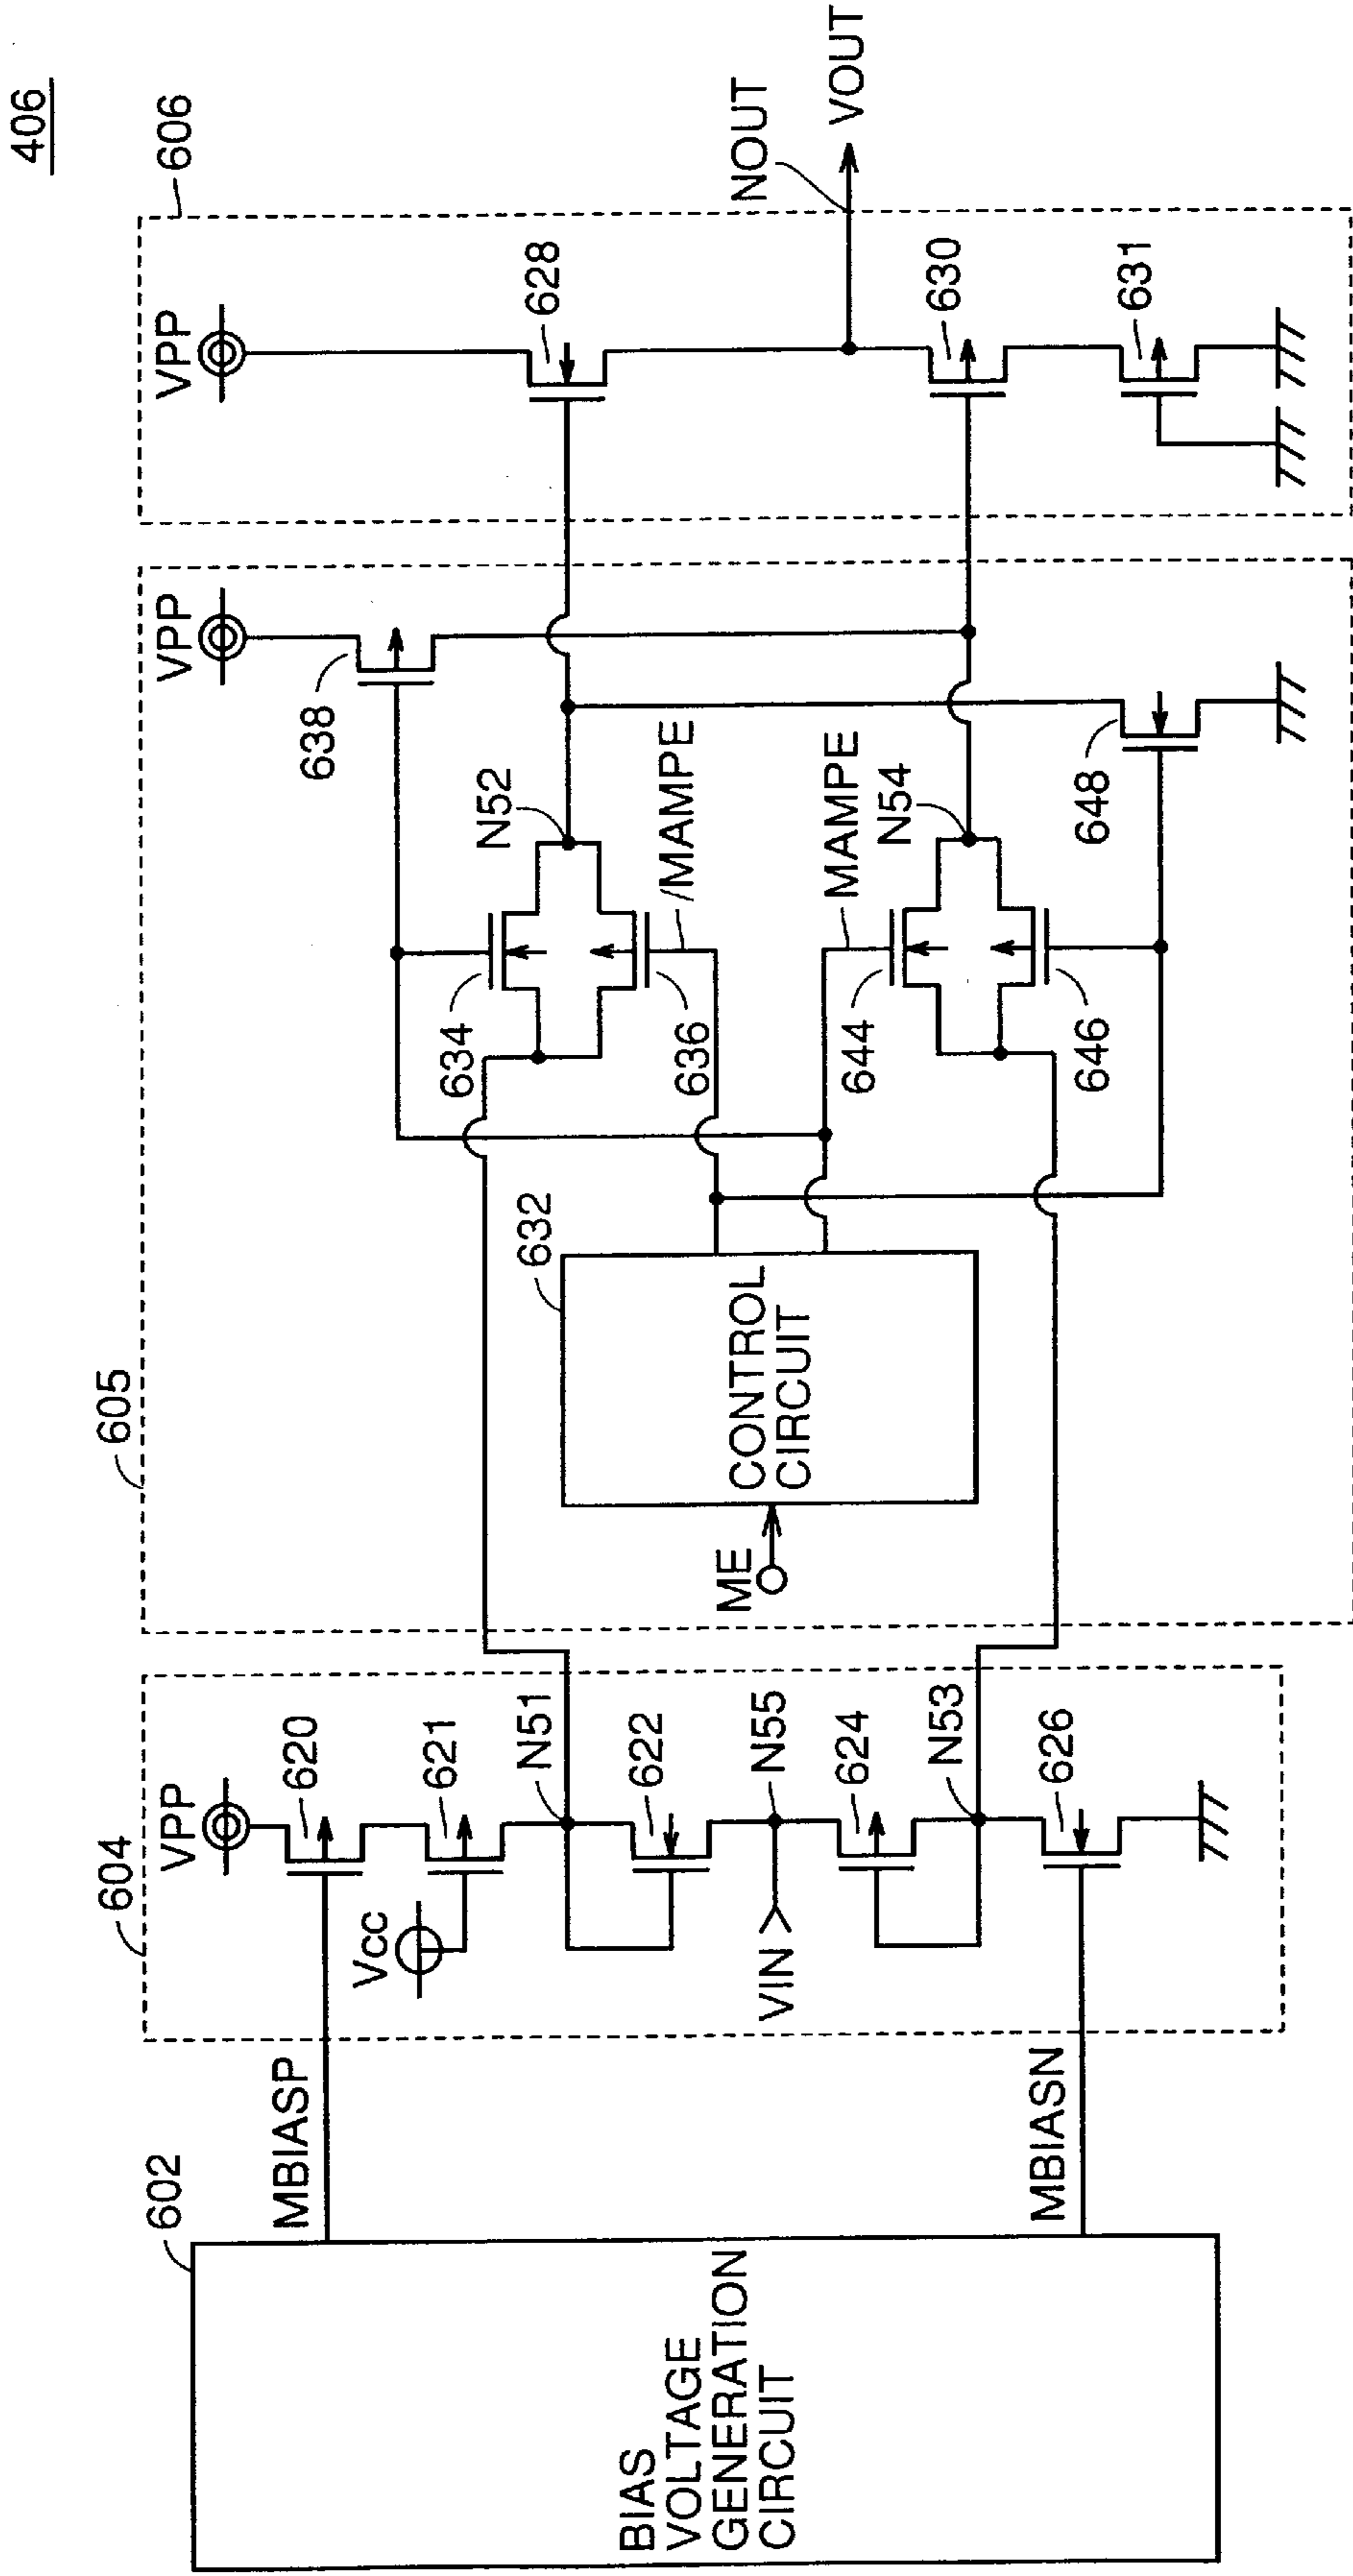 406
602
BIAS
VOLTAGE
GENERATION
CIRCUIT
MBIASP
MBIASN
604
VPP
620
Vcc
621
N51
622
VIN
N55
624
N53
626
605
ME
632
CONTROL
CIRCUIT
634
636
N52
/MAMPE
638
VPP
644
646
MAMPE
N54
648
606
VPP
628
NOUT
VOUT
630
631